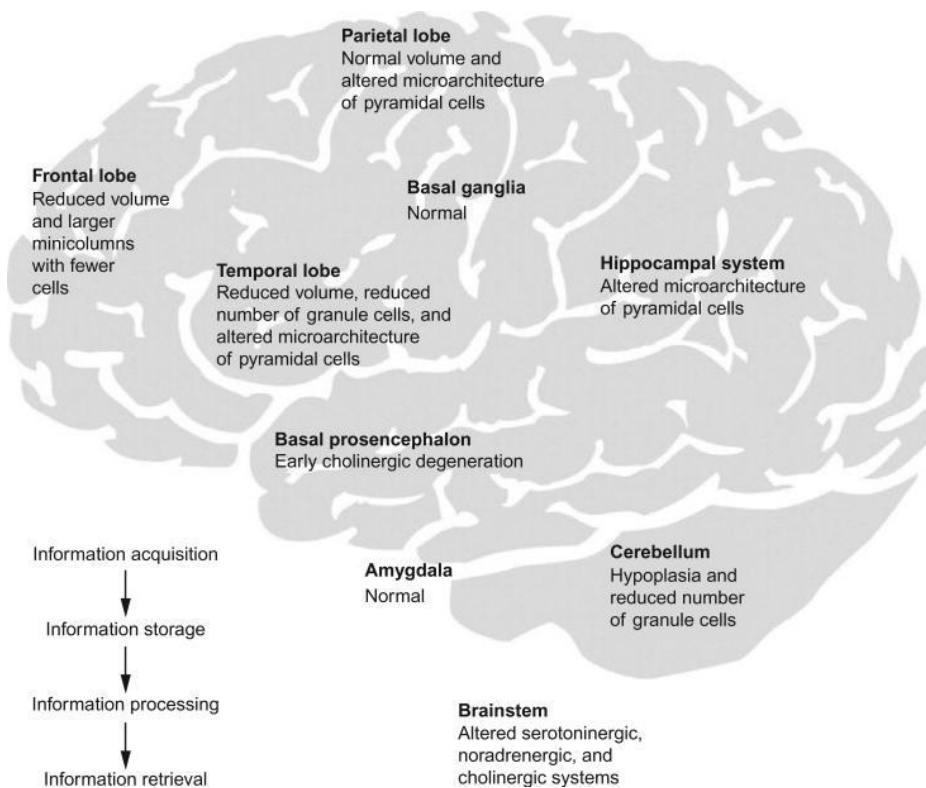 Parietal lobe
Normal volume and
altered microarchitecture
of pyramidal cells
Frontal lobe
Reduced volume
and larger
minicolumns
with fewer
cells
Basal ganglia
Normal
Temporal lobe
Reduced volume, reduced
number of granule cells, and
altered microarchitecture
of pyramidal cells
Hippocampal system
Altered microarchitecture
of pyramidal cells
Basal prosencephalon
Early cholinergic degeneration
Amygdala
Normal
Cerebellum
Hypoplasia and
reduced number
of granule cells
Brainstem
Altered serotoninergic,
noradrenergic, and
cholinergic systems
Information acquisition
Information storage
Information processing
Information retrieval